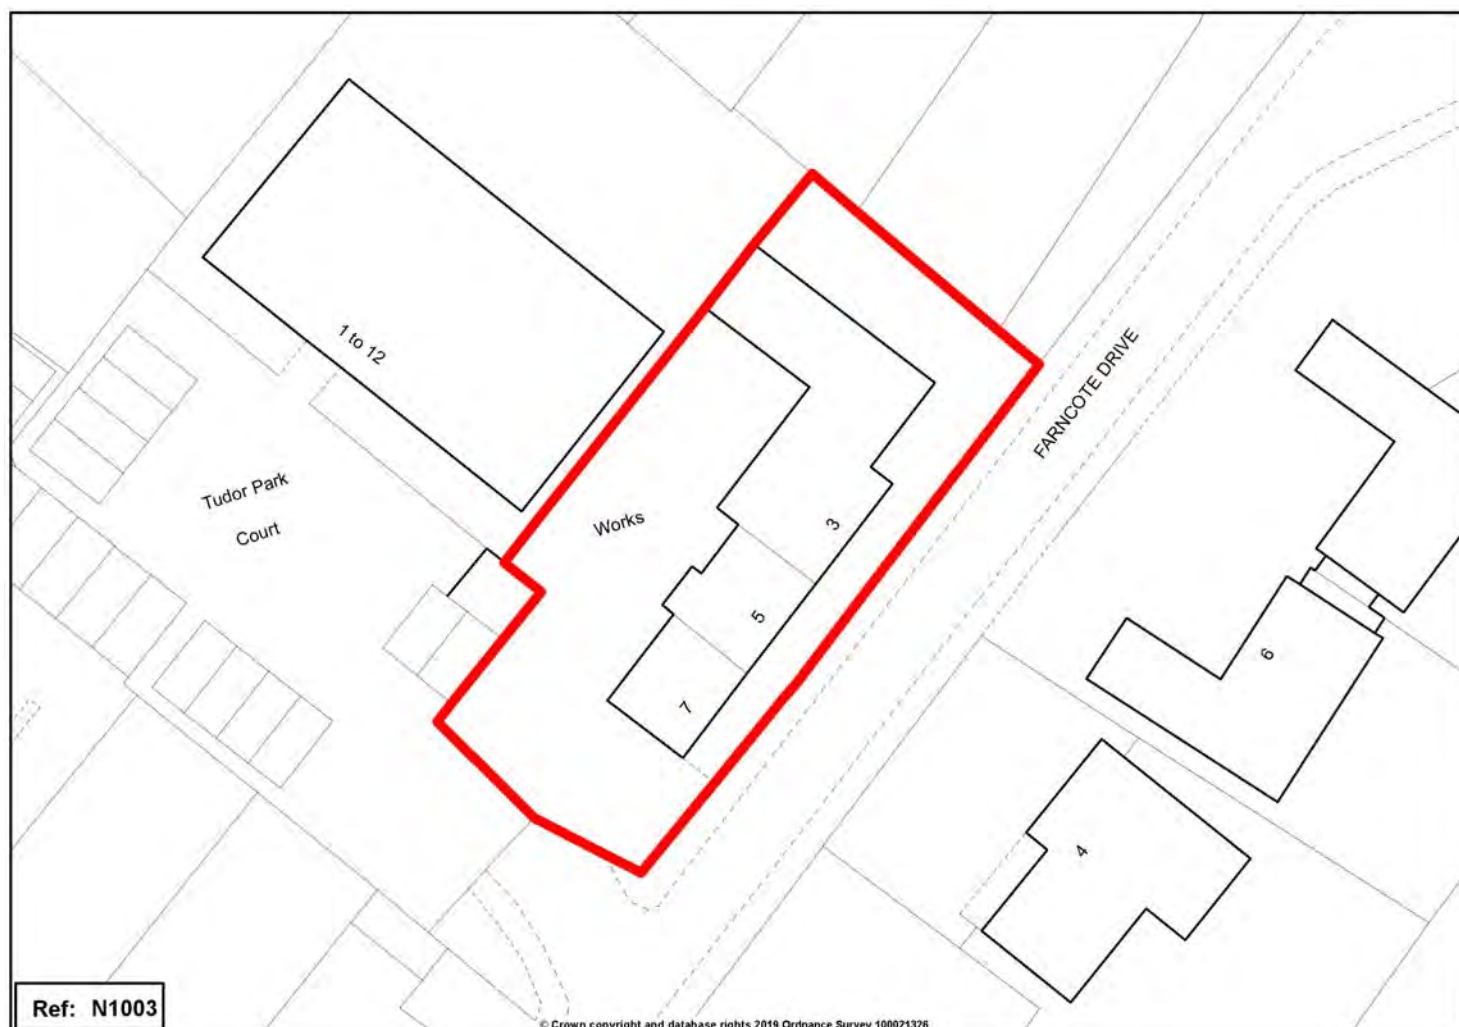 1 to 12
FARNCOTE DRIVE
Tudor Park
Court
Works
3
5
6
7
4
Ref: N1003
© Crown copyright and database rights 2019 Ordnance Survey 100021326